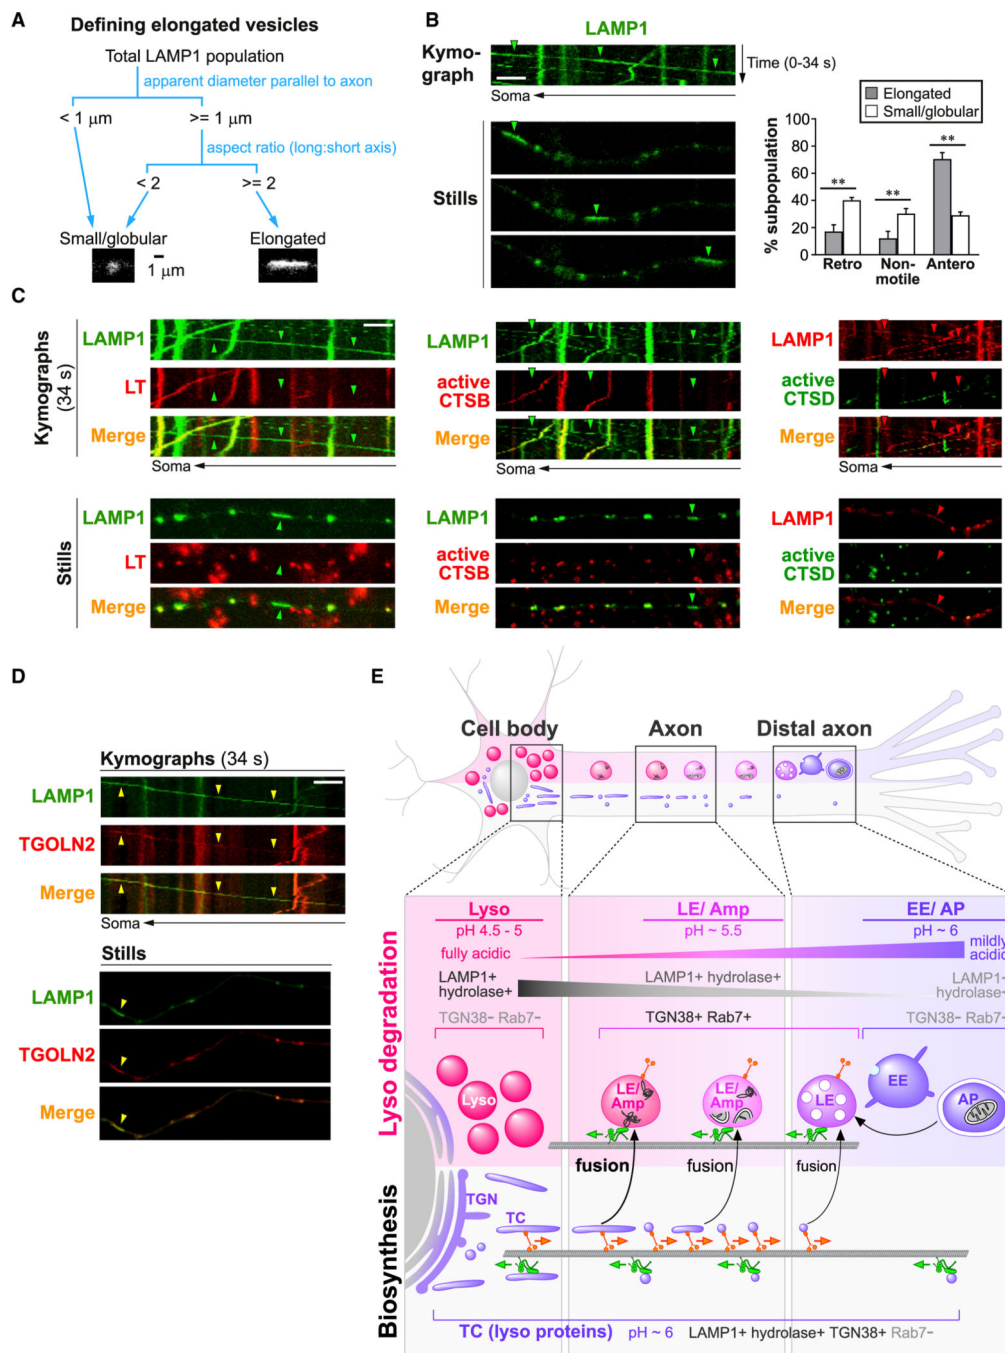 A
Defining elongated vesicles
Total LAMP1 population
apparent diameter parallel to axon
< 1 µm
>= 1 µm
aspect ratio (long:short axis)
< 2
>= 2
Small/globular
Elongated
1 µm
B
LAMP1
Kymo-
graph
Time (0-34 s)
Soma
Stills
Elongated
Small/globular
% subpopulation
100
80
60
40
20
0
**
**
**
Retro
Non-
motile
Antero
C
Kymographs
(34 s)
LAMP1
LT
Merge
Soma
LAMP1
active
CTSB
Merge
Soma
LAMP1
active
CTSD
Merge
Soma
Stills
LAMP1
LT
Merge
LAMP1
active
CTSB
Merge
LAMP1
active
CTSD
Merge
D
Kymographs (34 s)
LAMP1
TGOLN2
Merge
Soma
Stills
LAMP1
TGOLN2
Merge
E
Cell body
Axon
Distal axon
Lyso degradation
Lyso
pH 4.5 - 5
fully acidic
LE/ Amp
pH ~ 5.5
EE/ AP
pH ~ 6
mildly
acidic
LAMP1+
hydrolase+
LAMP1+ hydrolase+
LAMP1-
hydrolase-
TGN38- Rab7-
TGN38+ Rab7+
TGN38- Rab7-
Lyso
LE/
Amp
LE/
Amp
LE
EE
AP
fusion
fusion
fusion
Biosynthesis
TGN
TC
TC (lyso proteins) pH ~ 6 LAMP1+ hydrolase+ TGN38+ Rab7-